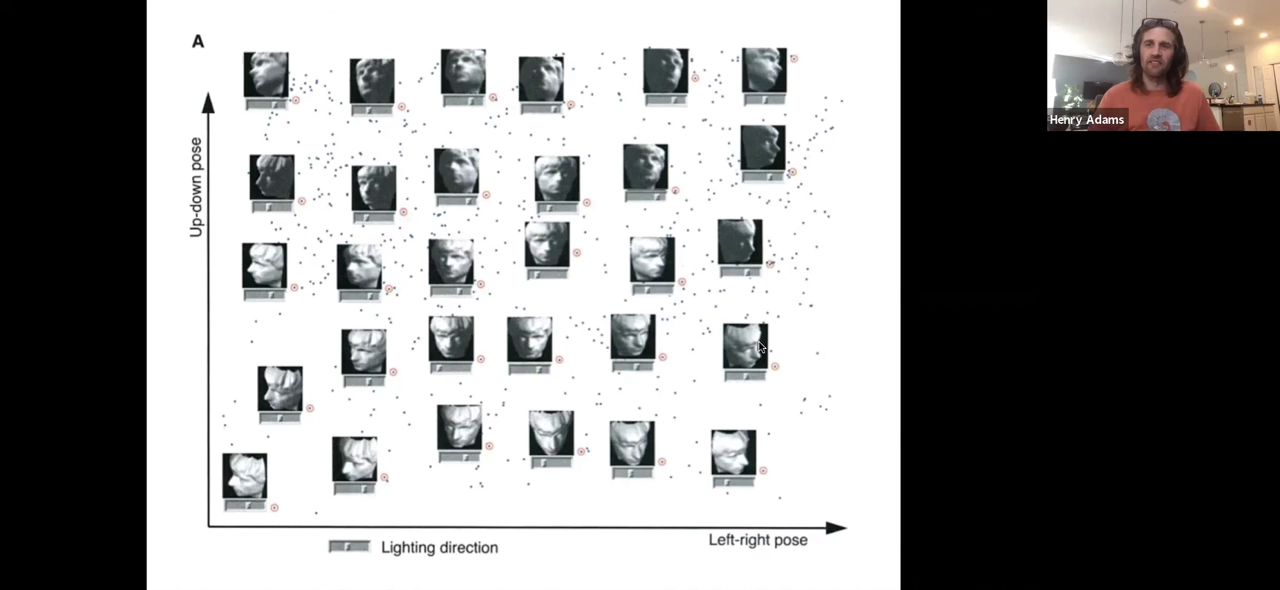 A
Up-down pose
Left-right pose
Lighting direction
Henry Adams